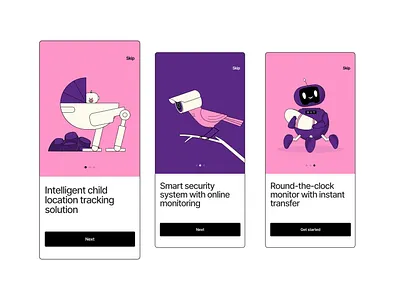 Skip
Intelligent child
location tracking
solution
Next
Skip
Smart security
system with online
monitoring
Next
Skip
Round-the-clock
monitor with instant
transfer
Get started